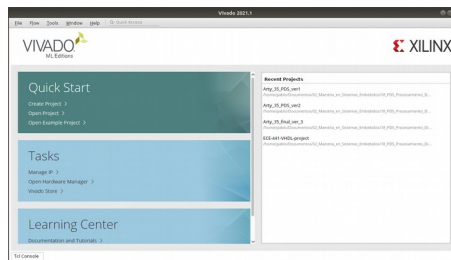 Vivado 2021.1
File Flow Tools Window Help Quick Access
VIVADO
ML Editions
XILINX
Quick Start
Create Project >
Open Project >
Open Example Project >
Tasks
Manage IP >
Open Hardware Manager >
Vivado Store >
Learning Center
Documentation and Tutorials >
Recent Projects
Arty_35_PDS_ver1
Arty_35_PDS_ver2
Arty_35_final_ver_3
ECE-441-VHDL-project
Tcl Console